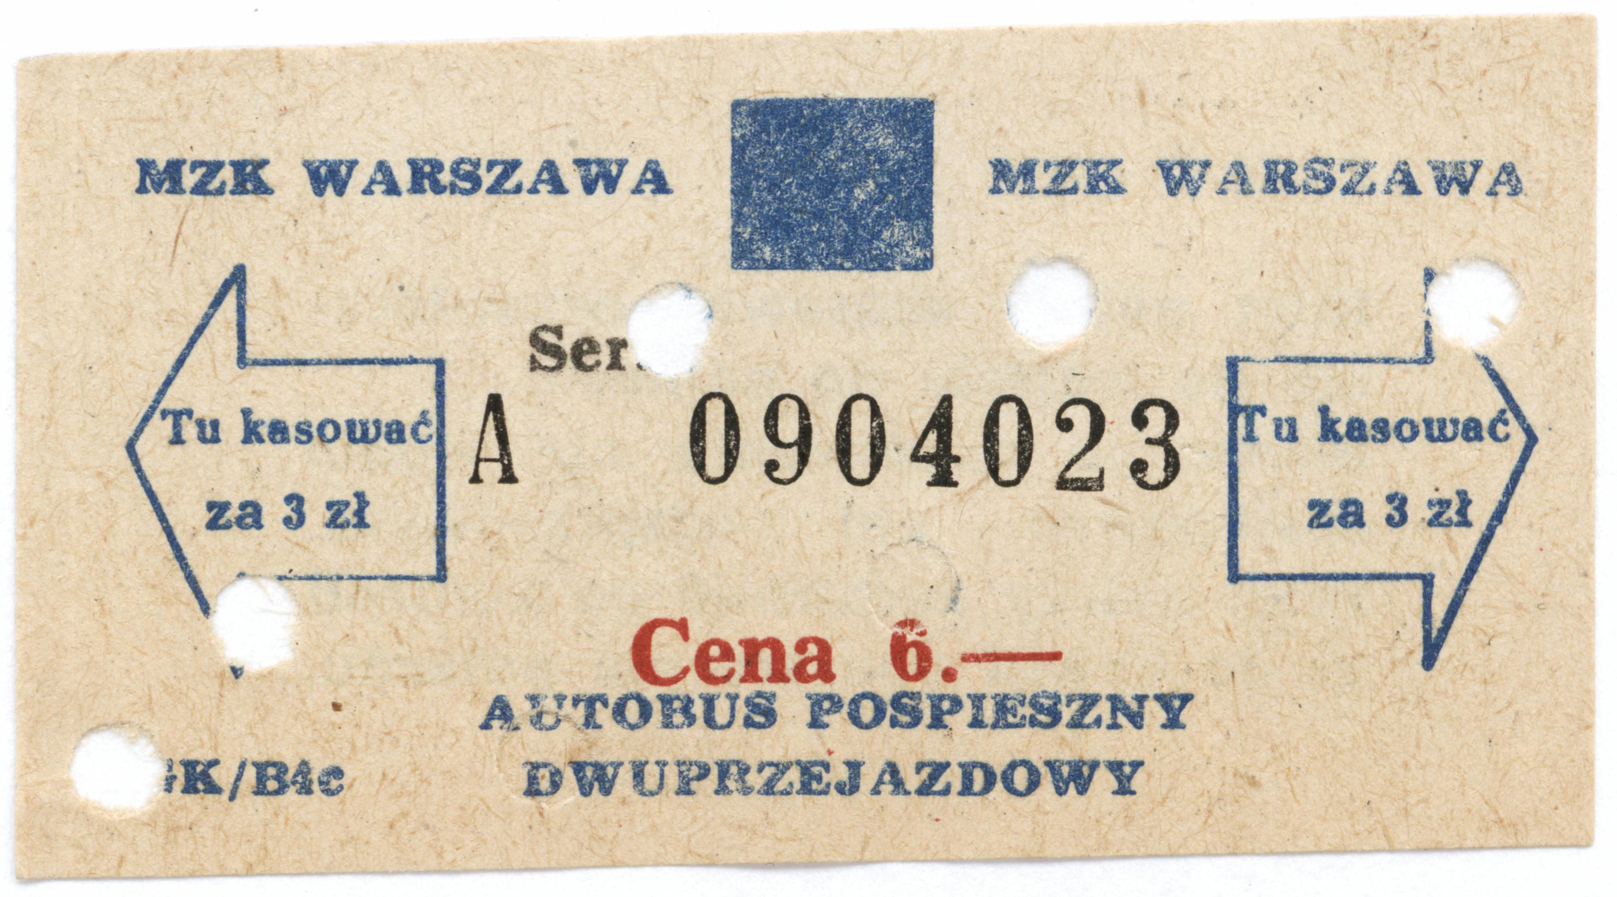 MZK WARSZAWA MZK WARSZAWA
Ser.
A 0904023
Tu kasować
za 3 zł
Tu kasować
za 3 zł
Cena 6.—
AUTOBUS POSPIESZNY
DWUPRZEJAZDOWY
GK/B4c